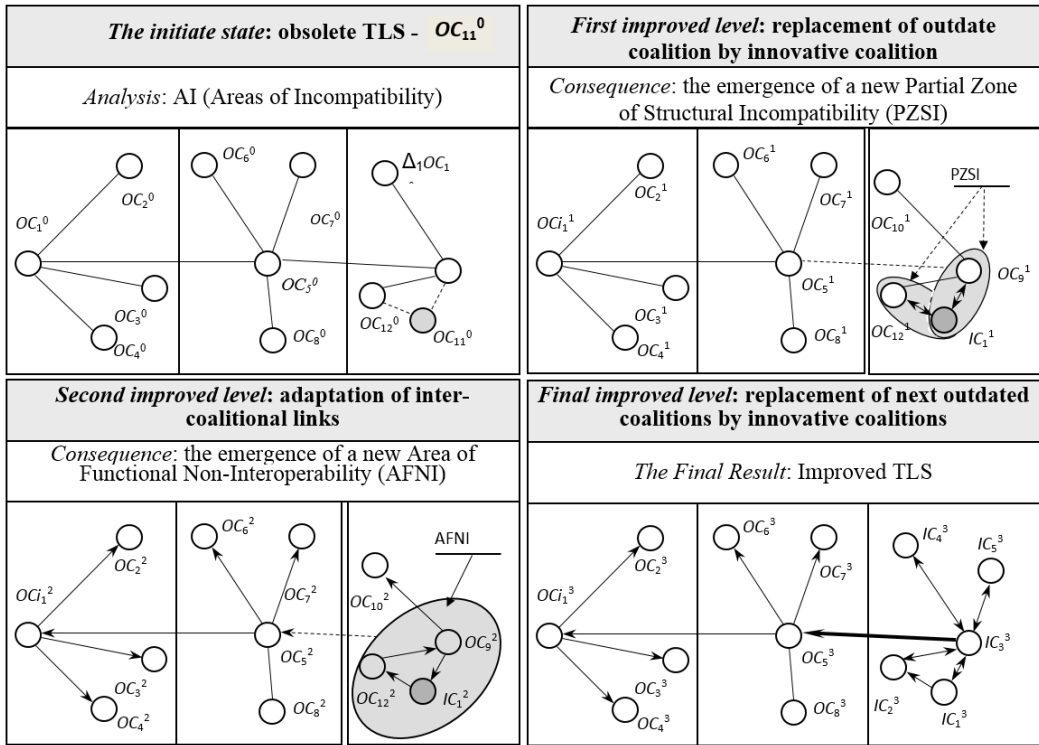 The initiate state: obsolete TLS - OC₁₁⁰
Analysis: AI (Areas of Incompatibility)
OC₆⁰
Δ₁OC₁
OC₂⁰
OC₁⁰
OC₇⁰
OC₅⁰
OC₃⁰
OC₁₂⁰
OC₁₁⁰
OC₄⁰
OC₈⁰
First improved level: replacement of outdate
coalition by innovative coalition
Consequence: the emergence of a new Partial Zone
of Structural Incompatibility (PZSI)
OC₆¹
PZSI
OC₂¹
OC₇¹
OCi₁¹
OC₁₀¹
OC₉¹
OC₅¹
OC₃¹
OC₄¹
OC₈¹
OC₁₂¹
IC₁¹
Second improved level: adaptation of inter-
coalitional links
Consequence: the emergence of a new Area of
Functional Non-Interoperability (AFNI)
OC₆²
AFNI
OC₂²
OCi₁²
OC₇²
OC₁₀²
OC₉²
OC₅²
OC₃²
OC₄²
OC₈²
OC₁₂²
IC₁²
Final improved level: replacement of next outdated
coalitions by innovative coalitions
The Final Result: Improved TLS
OC₆³
IC₄³
IC₅³
OC₂³
OC₇³
OCi₁³
IC₃³
OC₅³
OC₃³
OC₄³
OC₈³
IC₂³
IC₁³